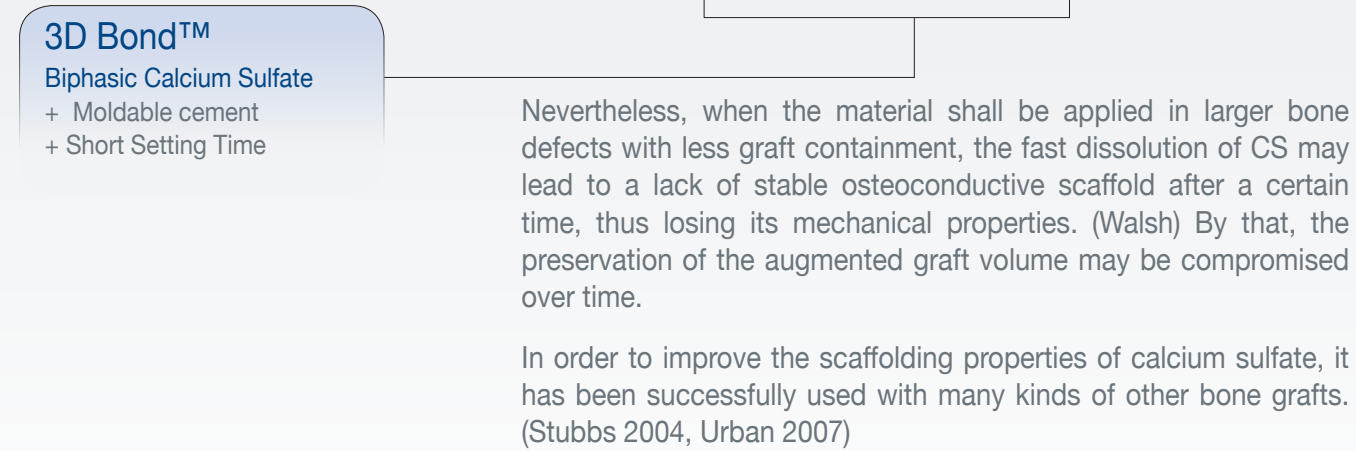 3D Bond™
Biphasic Calcium Sulfate
+ Moldable cement
+ Short Setting Time
Nevertheless, when the material shall be applied in larger bone
defects with less graft containment, the fast dissolution of CS may
lead to a lack of stable osteoconductive scaffold after a certain
time, thus losing its mechanical properties. (Walsh) By that, the
preservation of the augmented graft volume may be compromised
over time.
In order to improve the scaffolding properties of calcium sulfate, it
has been successfully used with many kinds of other bone grafts.
(Stubbs 2004, Urban 2007)